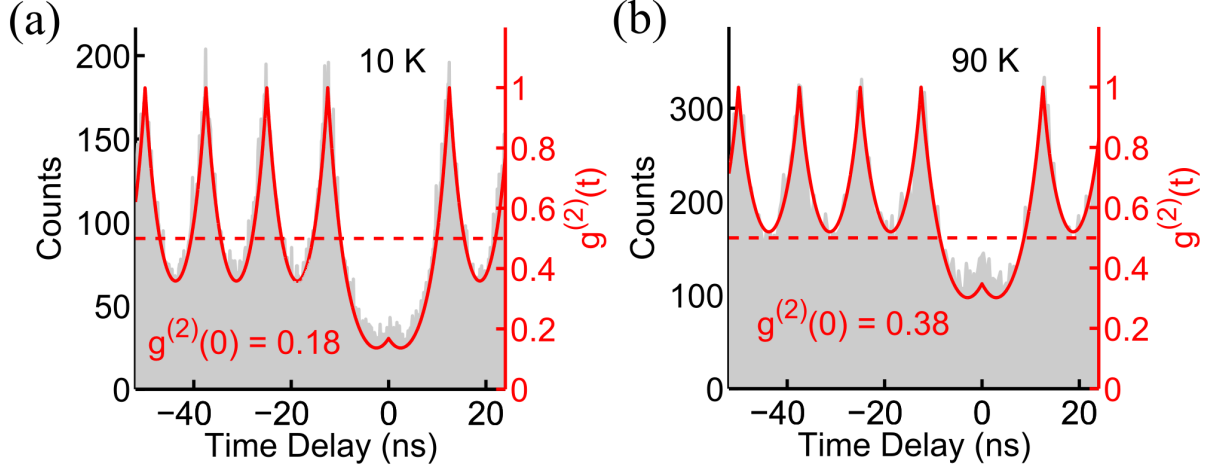 (a)
10 K
Counts
200
150
100
50
0
1
0.8
0.6
0.4
0.2
0
g(2)(t)
g(2)(0) = 0.18
−40
−20
0
20
Time Delay (ns)
(b)
90 K
Counts
300
200
100
0
1
0.8
0.6
0.4
0.2
0
g(2)(t)
g(2)(0) = 0.38
−40
−20
0
20
Time Delay (ns)